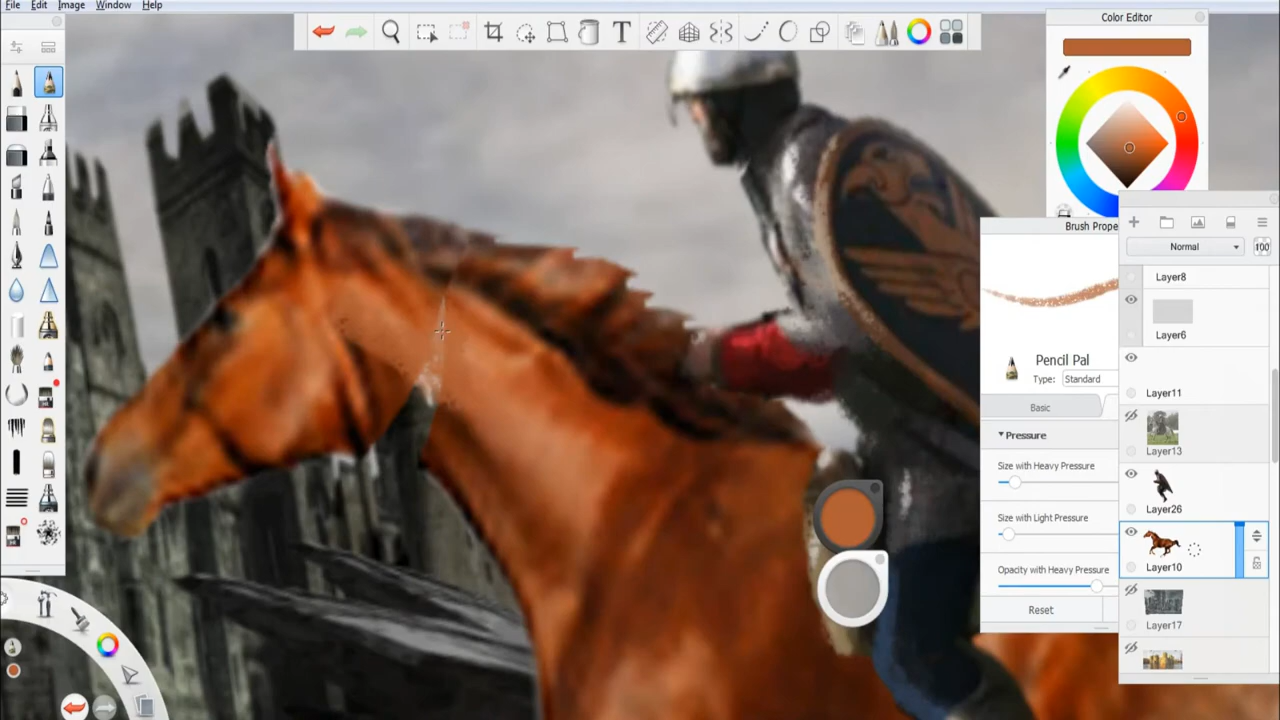 File Edit Image Window Help
T
Color Editor
Brush Prope
Normal
100
Layer8
Layer6
Pencil Pal
Type: Standard
Layer11
Basic
Pressure
Layer13
Size with Heavy Pressure
Layer26
Size with Light Pressure
Layer10
Opacity with Heavy Pressure
Reset
Layer17